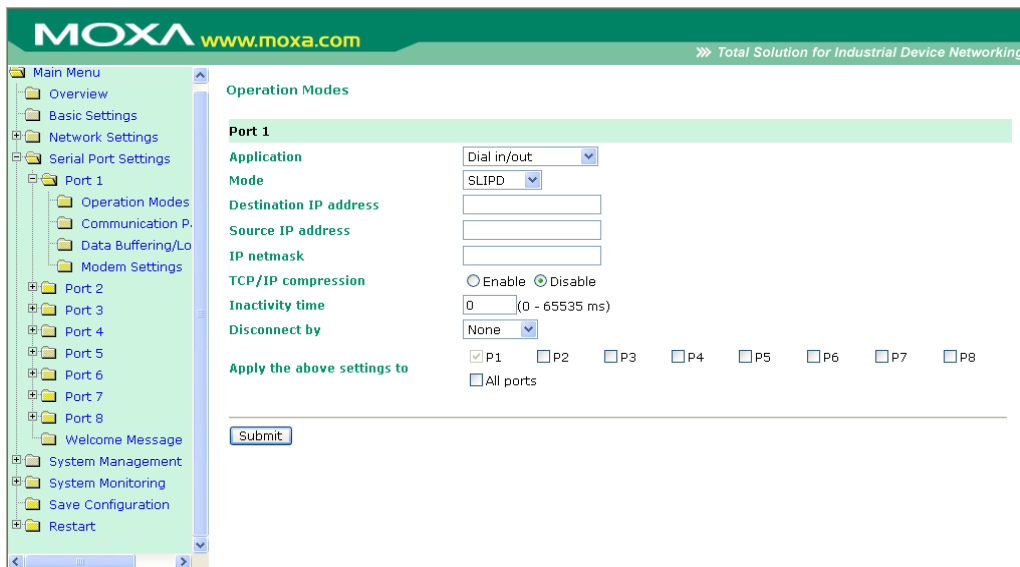 MOXA www.moxa.com
Total Solution for Industrial Device Networking
Main Menu
Overview
Basic Settings
Network Settings
Serial Port Settings
Port 1
Operation Modes
Communication P
Data Buffering/Lo
Modem Settings
Port 2
Port 3
Port 4
Port 5
Port 6
Port 7
Port 8
Welcome Message
System Management
System Monitoring
Save Configuration
Restart
Operation Modes
Port 1
Application Dial in/out
Mode SLIPD
Destination IP address
Source IP address
IP netmask
TCP/IP compression Enable Disable
Inactivity time 0 (0 - 65535 ms)
Disconnect by None
Apply the above settings to P1 P2 P3 P4 P5 P6 P7 P8
All ports
Submit